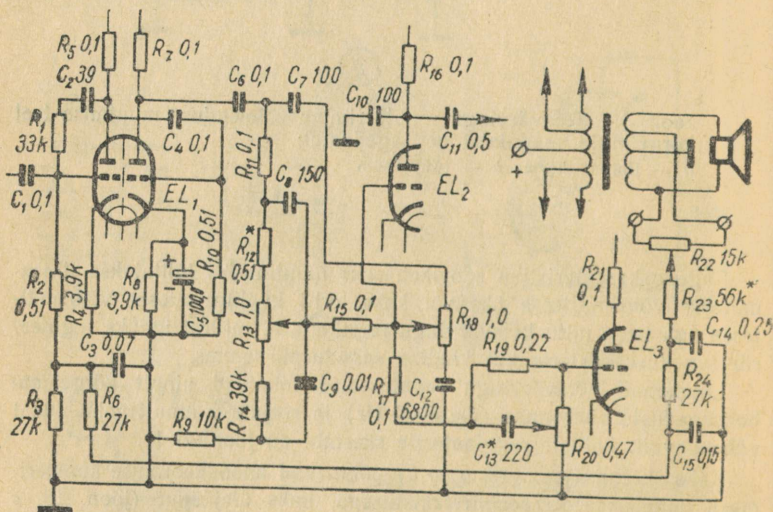 R5 0,1
R7 0,1
C2 39
R1
33k
C1 0,1
C4 0,1
EL1
C6 0,1
C7 100
R11 0,1
C8 150
R12*
0,51
R10 0,51
R2
0,51
R4 3,9k
R8
3,9k
+
-
C5 100,0
R13 1,0
R15 0,1
C3 0,07
R3
27k
R6
27k
R9 10k
R14 39k
C9 0,01
R17
0,1
C12
6800
R16 0,1
C10 100
C11 0,5
EL2
R18 1,0
R19 0,22
C13* 220
R20 0,47
R21
0,1
EL3
+
R22 15k
R23 56k*
C14 0,25
R24
27k
C15 0,15